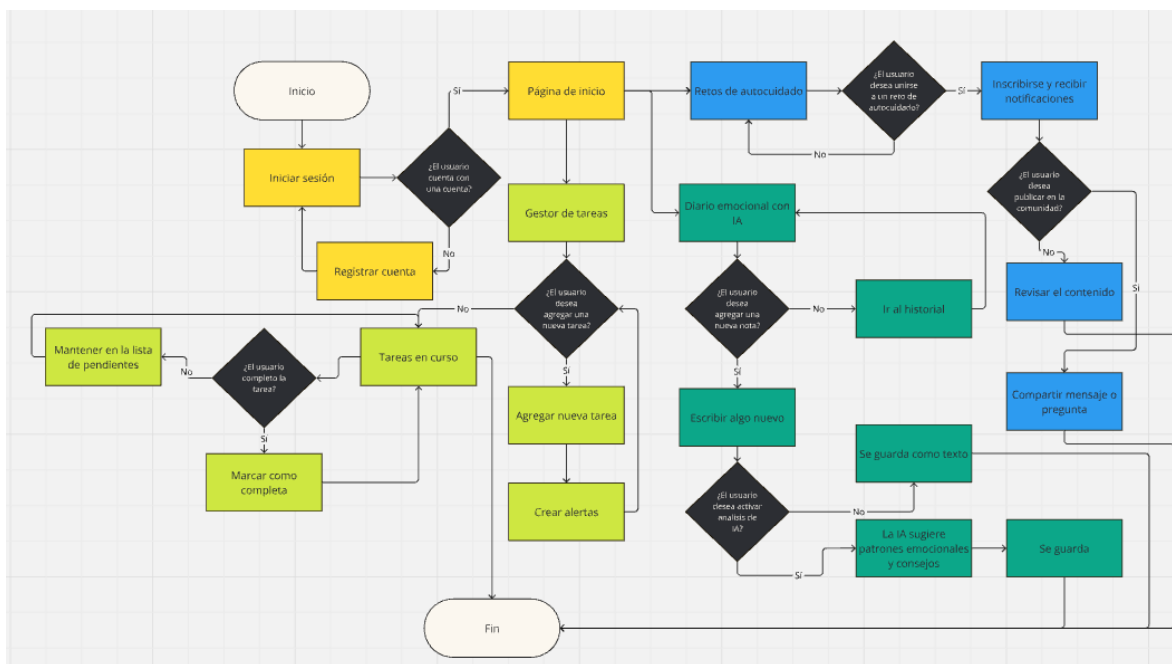 Inicio
Iniciar sesión
¿El usuario
cuenta con
una cuenta?
Sí
No
Registrar cuenta
Página de inicio
Gestor de tareas
¿El usuario
desea
agregar una
nueva tarea?
No
Sí
Agregar nueva tarea
Crear alertas
Tareas en curso
¿El usuario
completo la
tarea?
No
Sí
Mantener en la lista
de pendientes
Marcar como
completa
Retos de autocuidado
¿El usuario
desea unirse
a un reto de
autocuidado?
No
Sí
Inscribirse y recibir
notificaciones
¿El usuario
desea
publicar en la
comunidad?
No
Sí
Revisar el contenido
Compartir mensaje o
pregunta
Diario emocional con
IA
¿El usuario
desea
agregar una
nueva nota?
No
Sí
Ir al historial
Escribir algo nuevo
¿El usuario
desea activar
análisis de
IA?
No
Sí
Se guarda como texto
La IA sugiere
patrones emocionales
y consejos
Se guarda
Fin